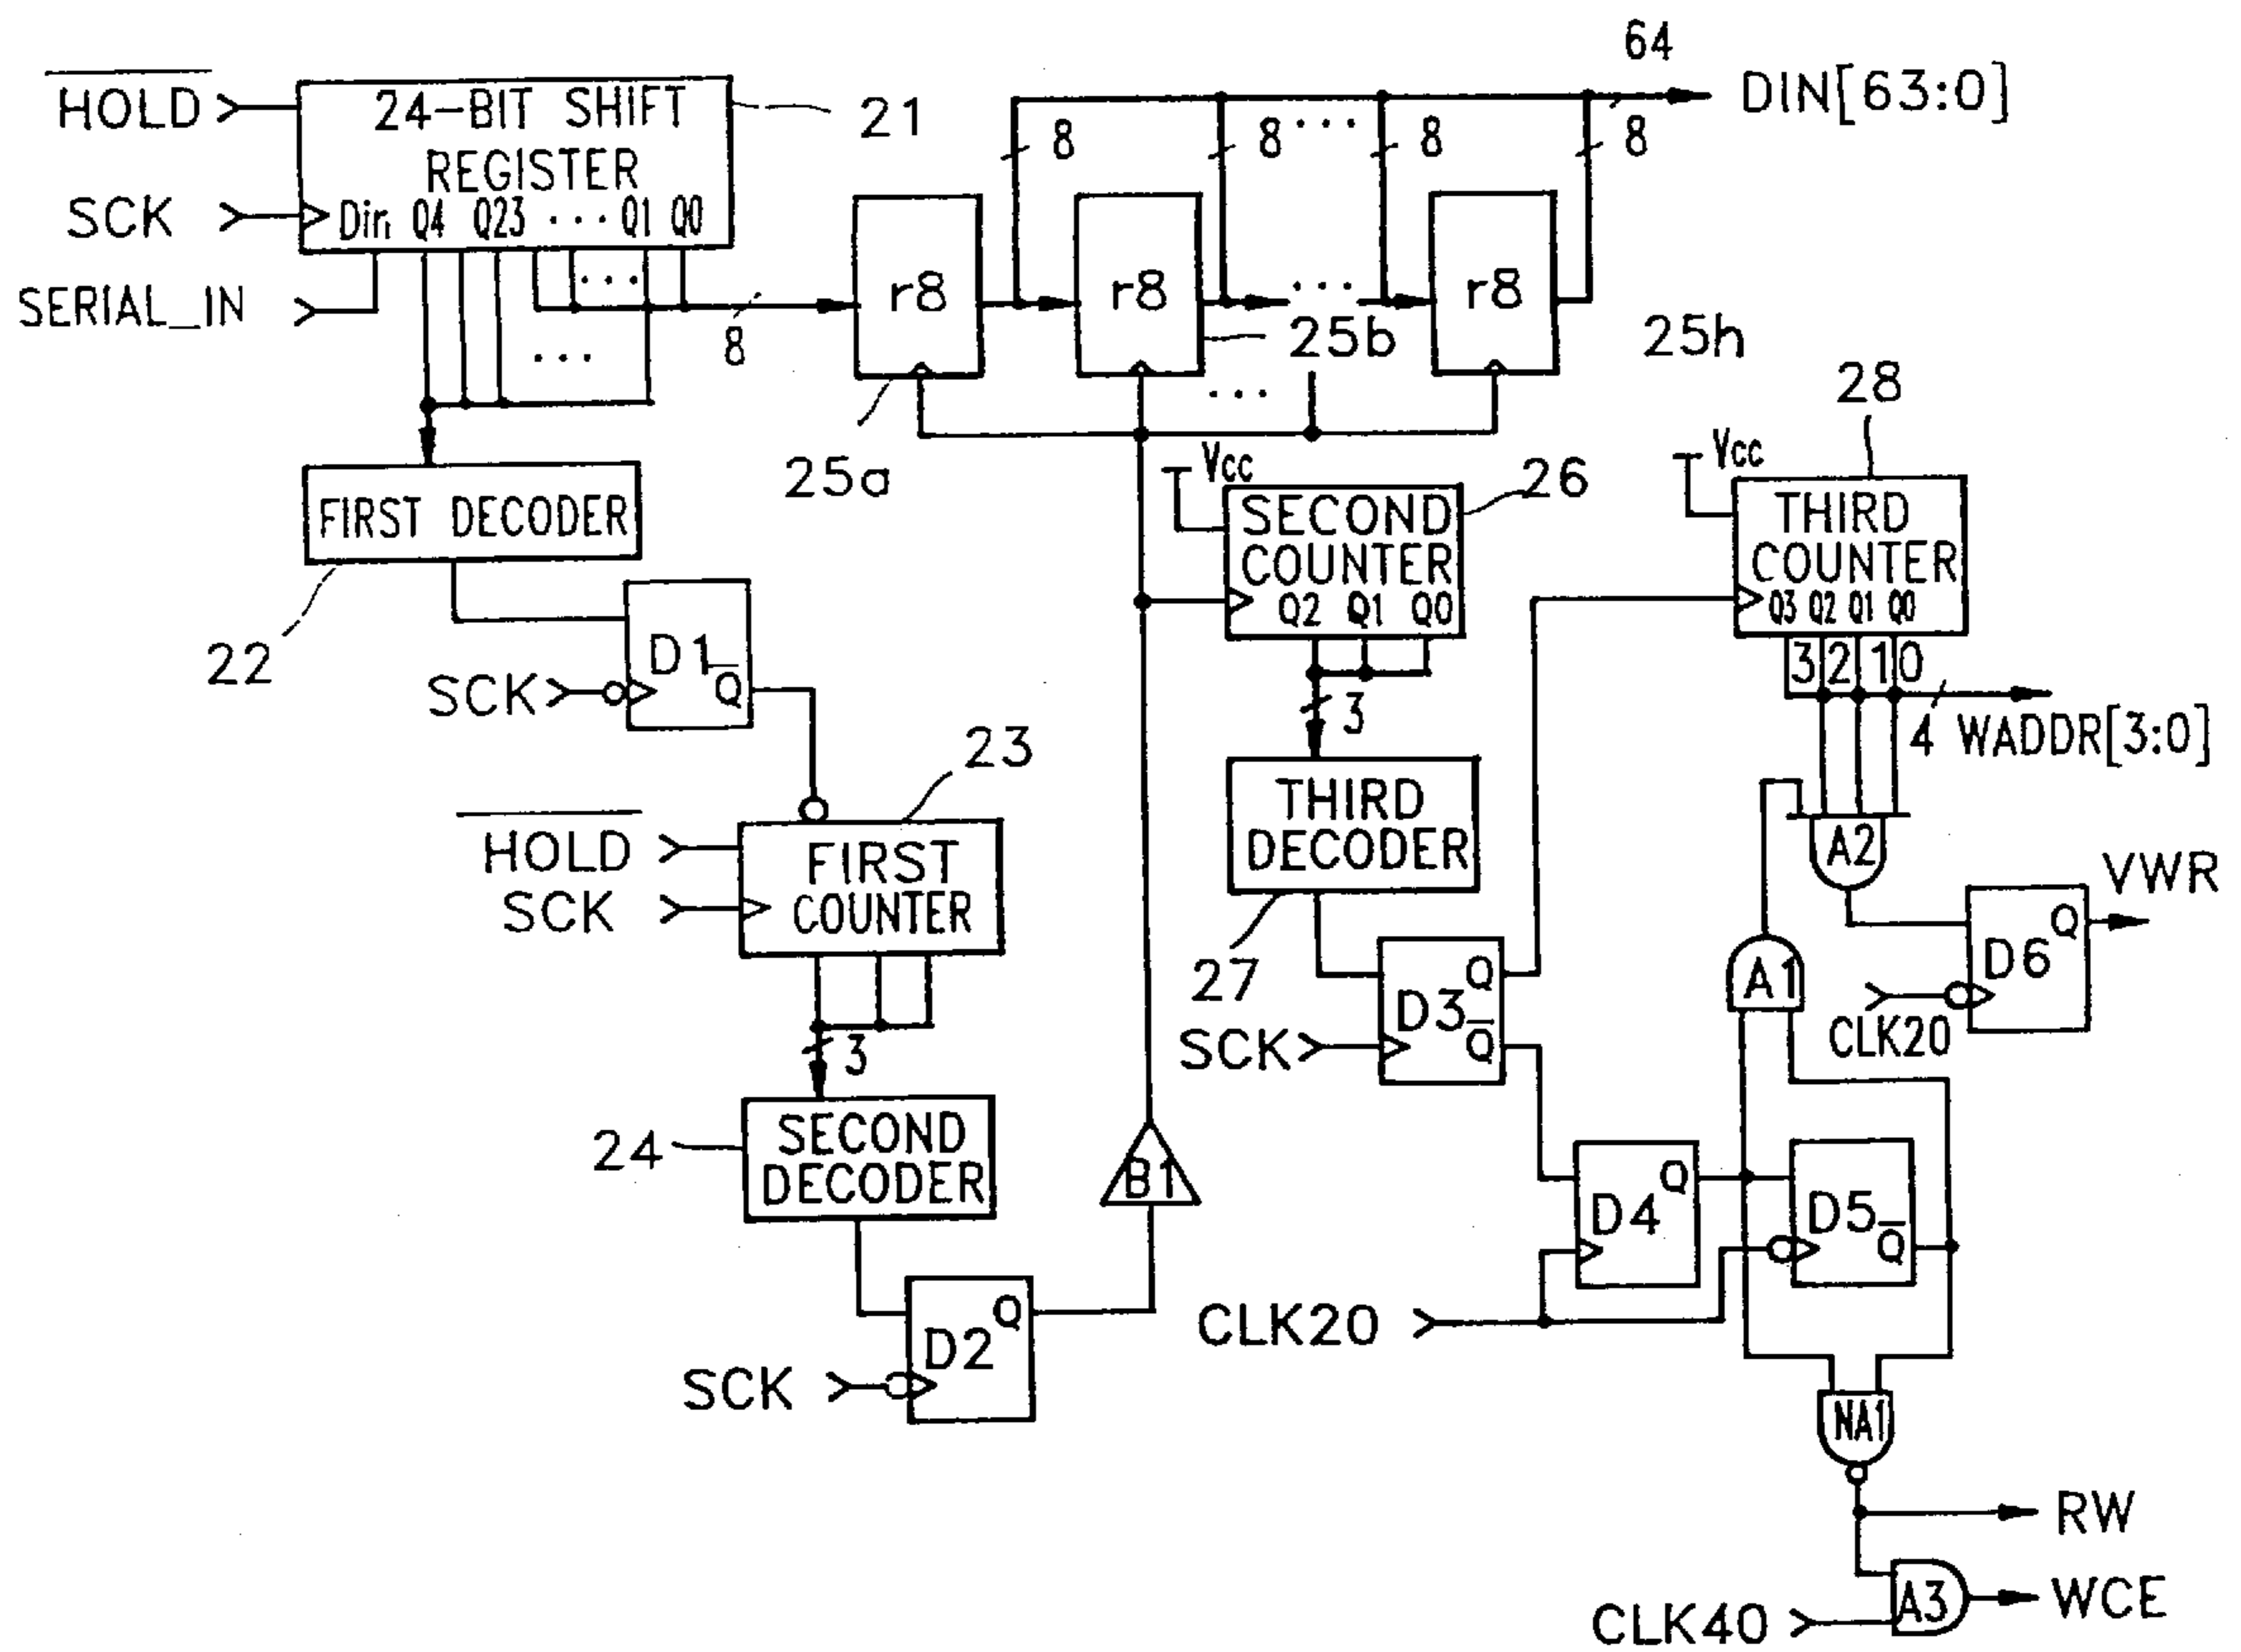 64
DIN[63:0]
HOLD
24-BIT SHIFT
REGISTER
21
8
8
...
8
8
SCK
Din Q4 Q23 ... Q1 Q0
SERIAL_IN
...
...
8
r8
r8
...
r8
25b
25h
...
25a
28
FIRST DECODER
22
Vcc
SECOND
COUNTER
Q2 Q1 Q0
26
Vcc
THIRD
COUNTER
Q3 Q2 Q1 Q0
3 2 1 0
4 WADDR[3:0]
D1
Q
SCK
3
23
HOLD
SCK
FIRST
COUNTER
THIRD
DECODER
27
A2
VWR
Q
D6
CLK20
A1
3
Q
D3
Q
SCK
24
SECOND
DECODER
B1
Q
D4
D5
Q
CLK20
Q
D2
SCK
NA1
RW
A3
WCE
CLK40